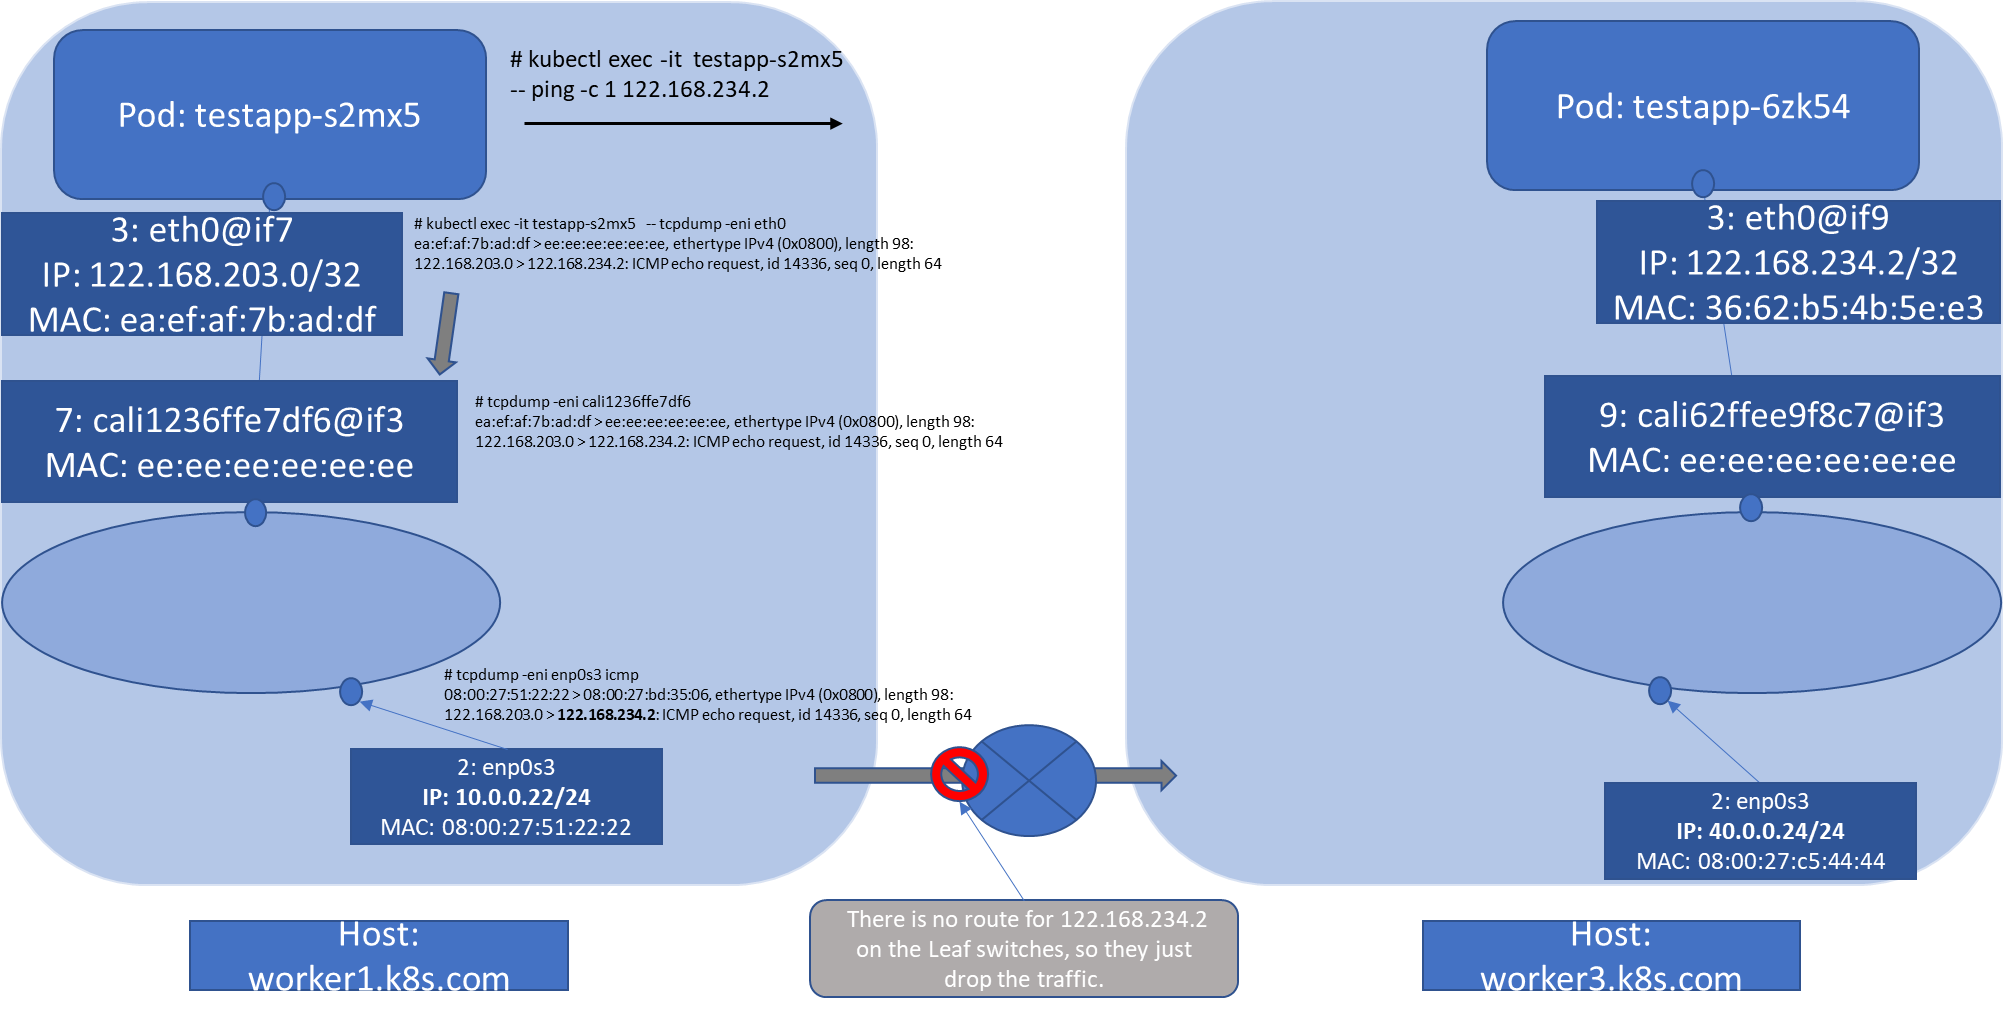 Pod: testapp-s2mx5
# kubectl exec -it  testapp-s2mx5
-- ping -c 1 122.168.234.2
3: eth0@if7
IP: 122.168.203.0/32
MAC: ea:ef:af:7b:ad:df
# kubectl exec -it testapp-s2mx5   -- tcpdump -eni eth0
ea:ef:af:7b:ad:df > ee:ee:ee:ee:ee:ee, ethertype IPv4 (0x0800), length 98:
122.168.203.0 > 122.168.234.2: ICMP echo request, id 14336, seq 0, length 64
7: cali1236ffe7df6@if3
MAC: ee:ee:ee:ee:ee:ee
# tcpdump -eni cali1236ffe7df6
ea:ef:af:7b:ad:df > ee:ee:ee:ee:ee:ee, ethertype IPv4 (0x0800), length 98:
122.168.203.0 > 122.168.234.2: ICMP echo request, id 14336, seq 0, length 64
# tcpdump -eni enp0s3 icmp
08:00:27:51:22:22 > 08:00:27:bd:35:06, ethertype IPv4 (0x0800), length 98:
122.168.203.0 > 122.168.234.2: ICMP echo request, id 14336, seq 0, length 64
2: enp0s3
IP: 10.0.0.22/24
MAC: 08:00:27:51:22:22
Host:
worker1.k8s.com
There is no route for 122.168.234.2
on the Leaf switches, so they just
drop the traffic.
Pod: testapp-6zk54
3: eth0@if9
IP: 122.168.234.2/32
MAC: 36:62:b5:4b:5e:e3
9: cali62ffee9f8c7@if3
MAC: ee:ee:ee:ee:ee:ee
2: enp0s3
IP: 40.0.0.24/24
MAC: 08:00:27:c5:44:44
Host:
worker3.k8s.com